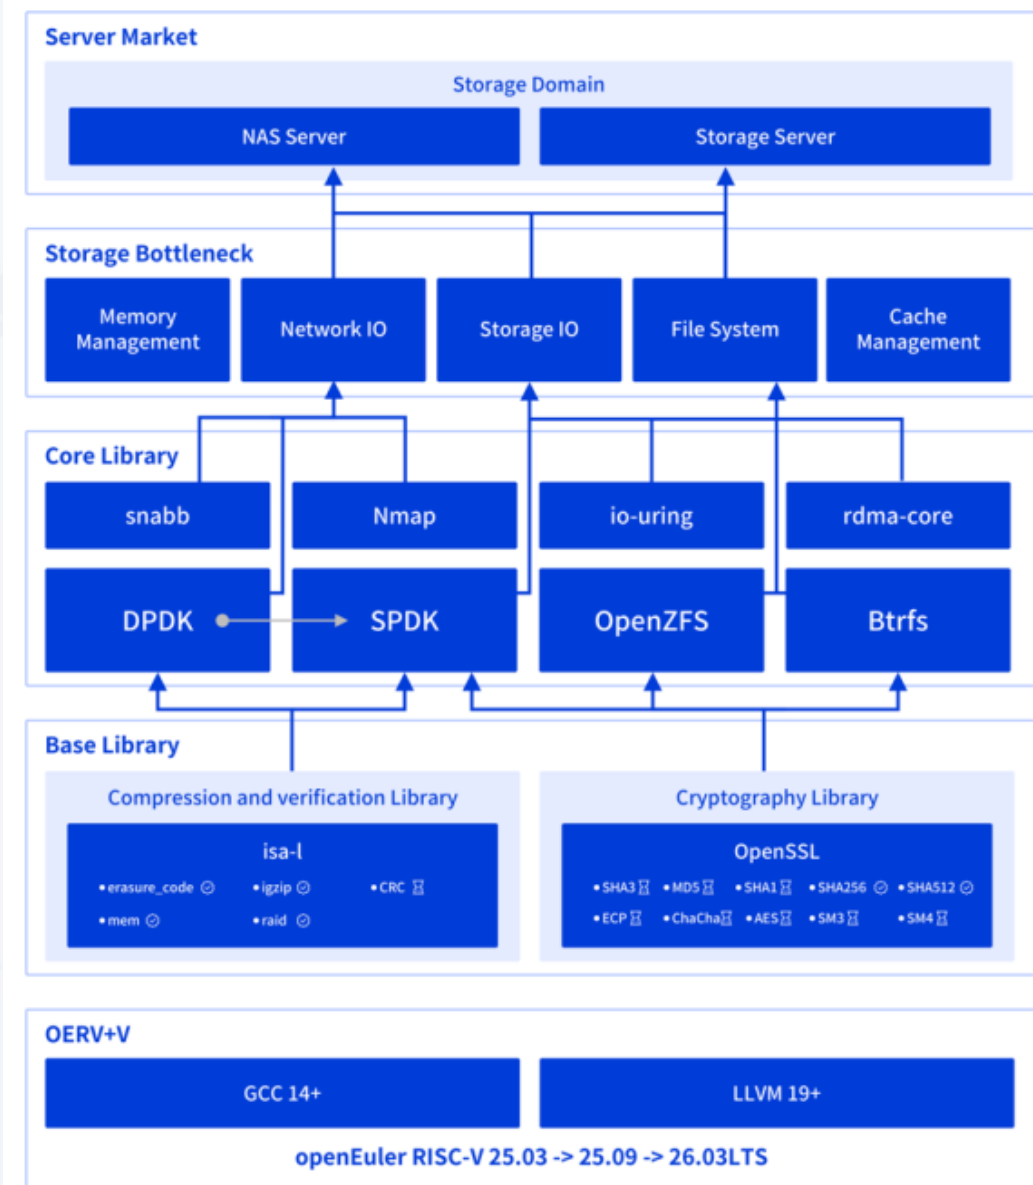 Server Market
Storage Domain
NAS Server
Storage Server
Storage Bottleneck
Memory
Management
Network IO
Storage IO
File System
Cache
Management
Core Library
snabb
Nmap
io-uring
rdma-core
DPDK
SPDK
OpenZFS
Btrfs
Base Library
Compression and verification Library
isa-l
•erasure_code
•igzip
•CRC
•mem
•raid
Cryptography Library
OpenSSL
•SHA3
•MD5
•SHA1
•SHA256
•SHA512
•ECP
•ChaCha
•AES
•SM3
•SM4
OERV+V
GCC 14+
LLVM 19+
openEuler RISC-V 25.03 -> 25.09 -> 26.03LTS